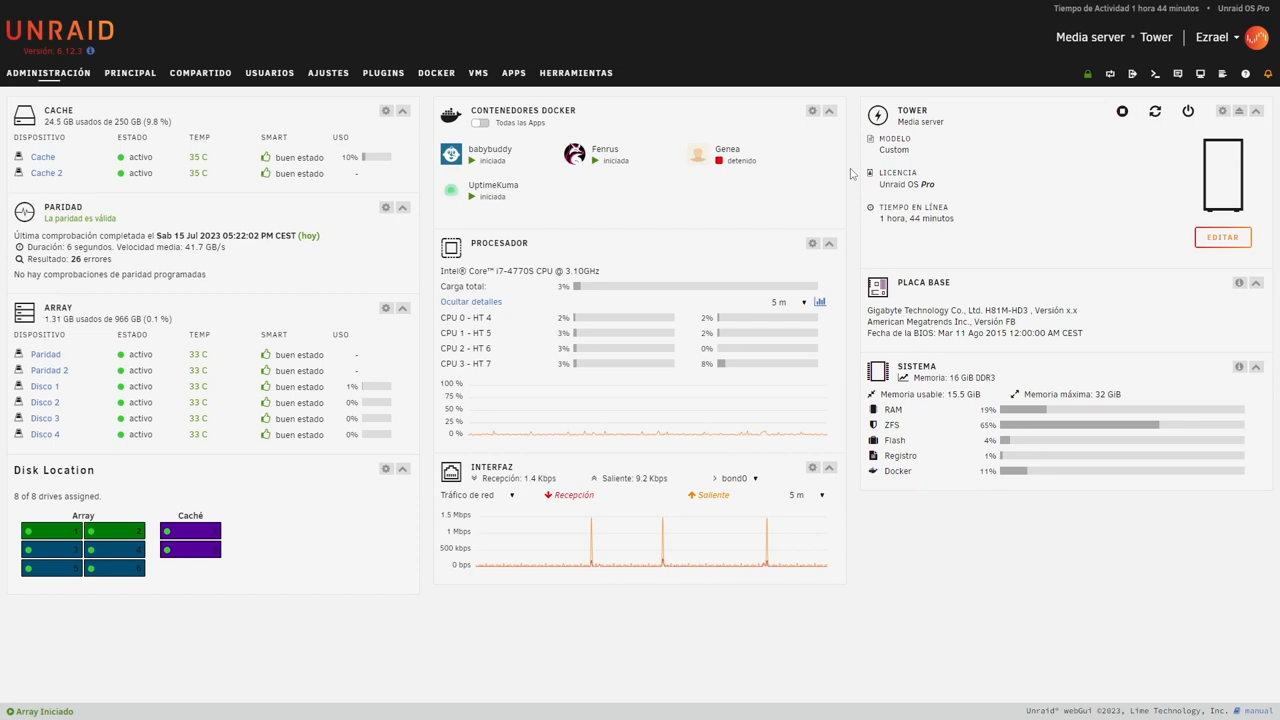 Tiempo de Actividad 1 hora 44 minutos • Unraid OS Pro
UNRAID
Versión: 6.12.3
Media server • Tower
Ezrael
ADMINISTRACIÓN PRINCIPAL COMPARTIDO USUARIOS AJUSTES PLUGINS DOCKER VMS APPS HERRAMIENTAS
CACHE
24.5 GB usados de 250 GB (9.8 %)
DISPOSITIVO ESTADO TEMP SMART USO
Cache activo 35 C buen estado 10%
Cache 2 activo 35 C buen estado -
PARIDAD
La paridad es válida
Última comprobación completada el Sab 15 Jul 2023 05:22:02 PM CEST (hoy)
Duración: 6 segundos. Velocidad media: 41.7 GB/s
Resultado: 26 errores
No hay comprobaciones de paridad programadas
ARRAY
1.31 GB usados de 966 GB (0.1 %)
DISPOSITIVO ESTADO TEMP SMART USO
Paridad activo 33 C buen estado -
Paridad 2 activo 33 C buen estado -
Disco 1 activo 33 C buen estado 1%
Disco 2 activo 33 C buen estado 0%
Disco 3 activo 33 C buen estado 0%
Disco 4 activo 33 C buen estado 0%
Disk Location
8 of 8 drives assigned.
Array Caché
1 2
3 4
5 6
CONTENEDORES DOCKER
Todas las Apps
babybuddy
iniciada
Fenrus
iniciada
Genea
detenido
UptimeKuma
iniciada
PROCESADOR
Intel® Core™ i7-4770S CPU @ 3.10GHz
Carga total: 3%
Ocultar detalles 5 m
CPU 0 - HT 4 2% 2%
CPU 1 - HT 5 3% 2%
CPU 2 - HT 6 3% 0%
CPU 3 - HT 7 3% 8%
100 %
75 %
50 %
25 %
0 %
INTERFAZ
Recepción: 1.4 Kbps Saliente: 9.2 Kbps bond0
Tráfico de red Recepción Saliente 5 m
1.5 Mbps
1 Mbps
500 kbps
0 bps
TOWER
Media server
MODELO
Custom
LICENCIA
Unraid OS Pro
TIEMPO EN LÍNEA
1 hora, 44 minutos
EDITAR
PLACA BASE
Gigabyte Technology Co., Ltd. H81M-HD3 , Versión x.x
American Megatrends Inc., Versión FB
Fecha de la BIOS: Mar 11 Ago 2015 12:00:00 AM CEST
SISTEMA
Memoria: 16 GiB DDR3
Memoria usable: 15.5 GiB Memoria máxima: 32 GiB
RAM 19%
ZFS 65%
Flash 4%
Registro 1%
Docker 11%
Array Iniciado
Unraid® webGui ©2023, Lime Technology, Inc. manual